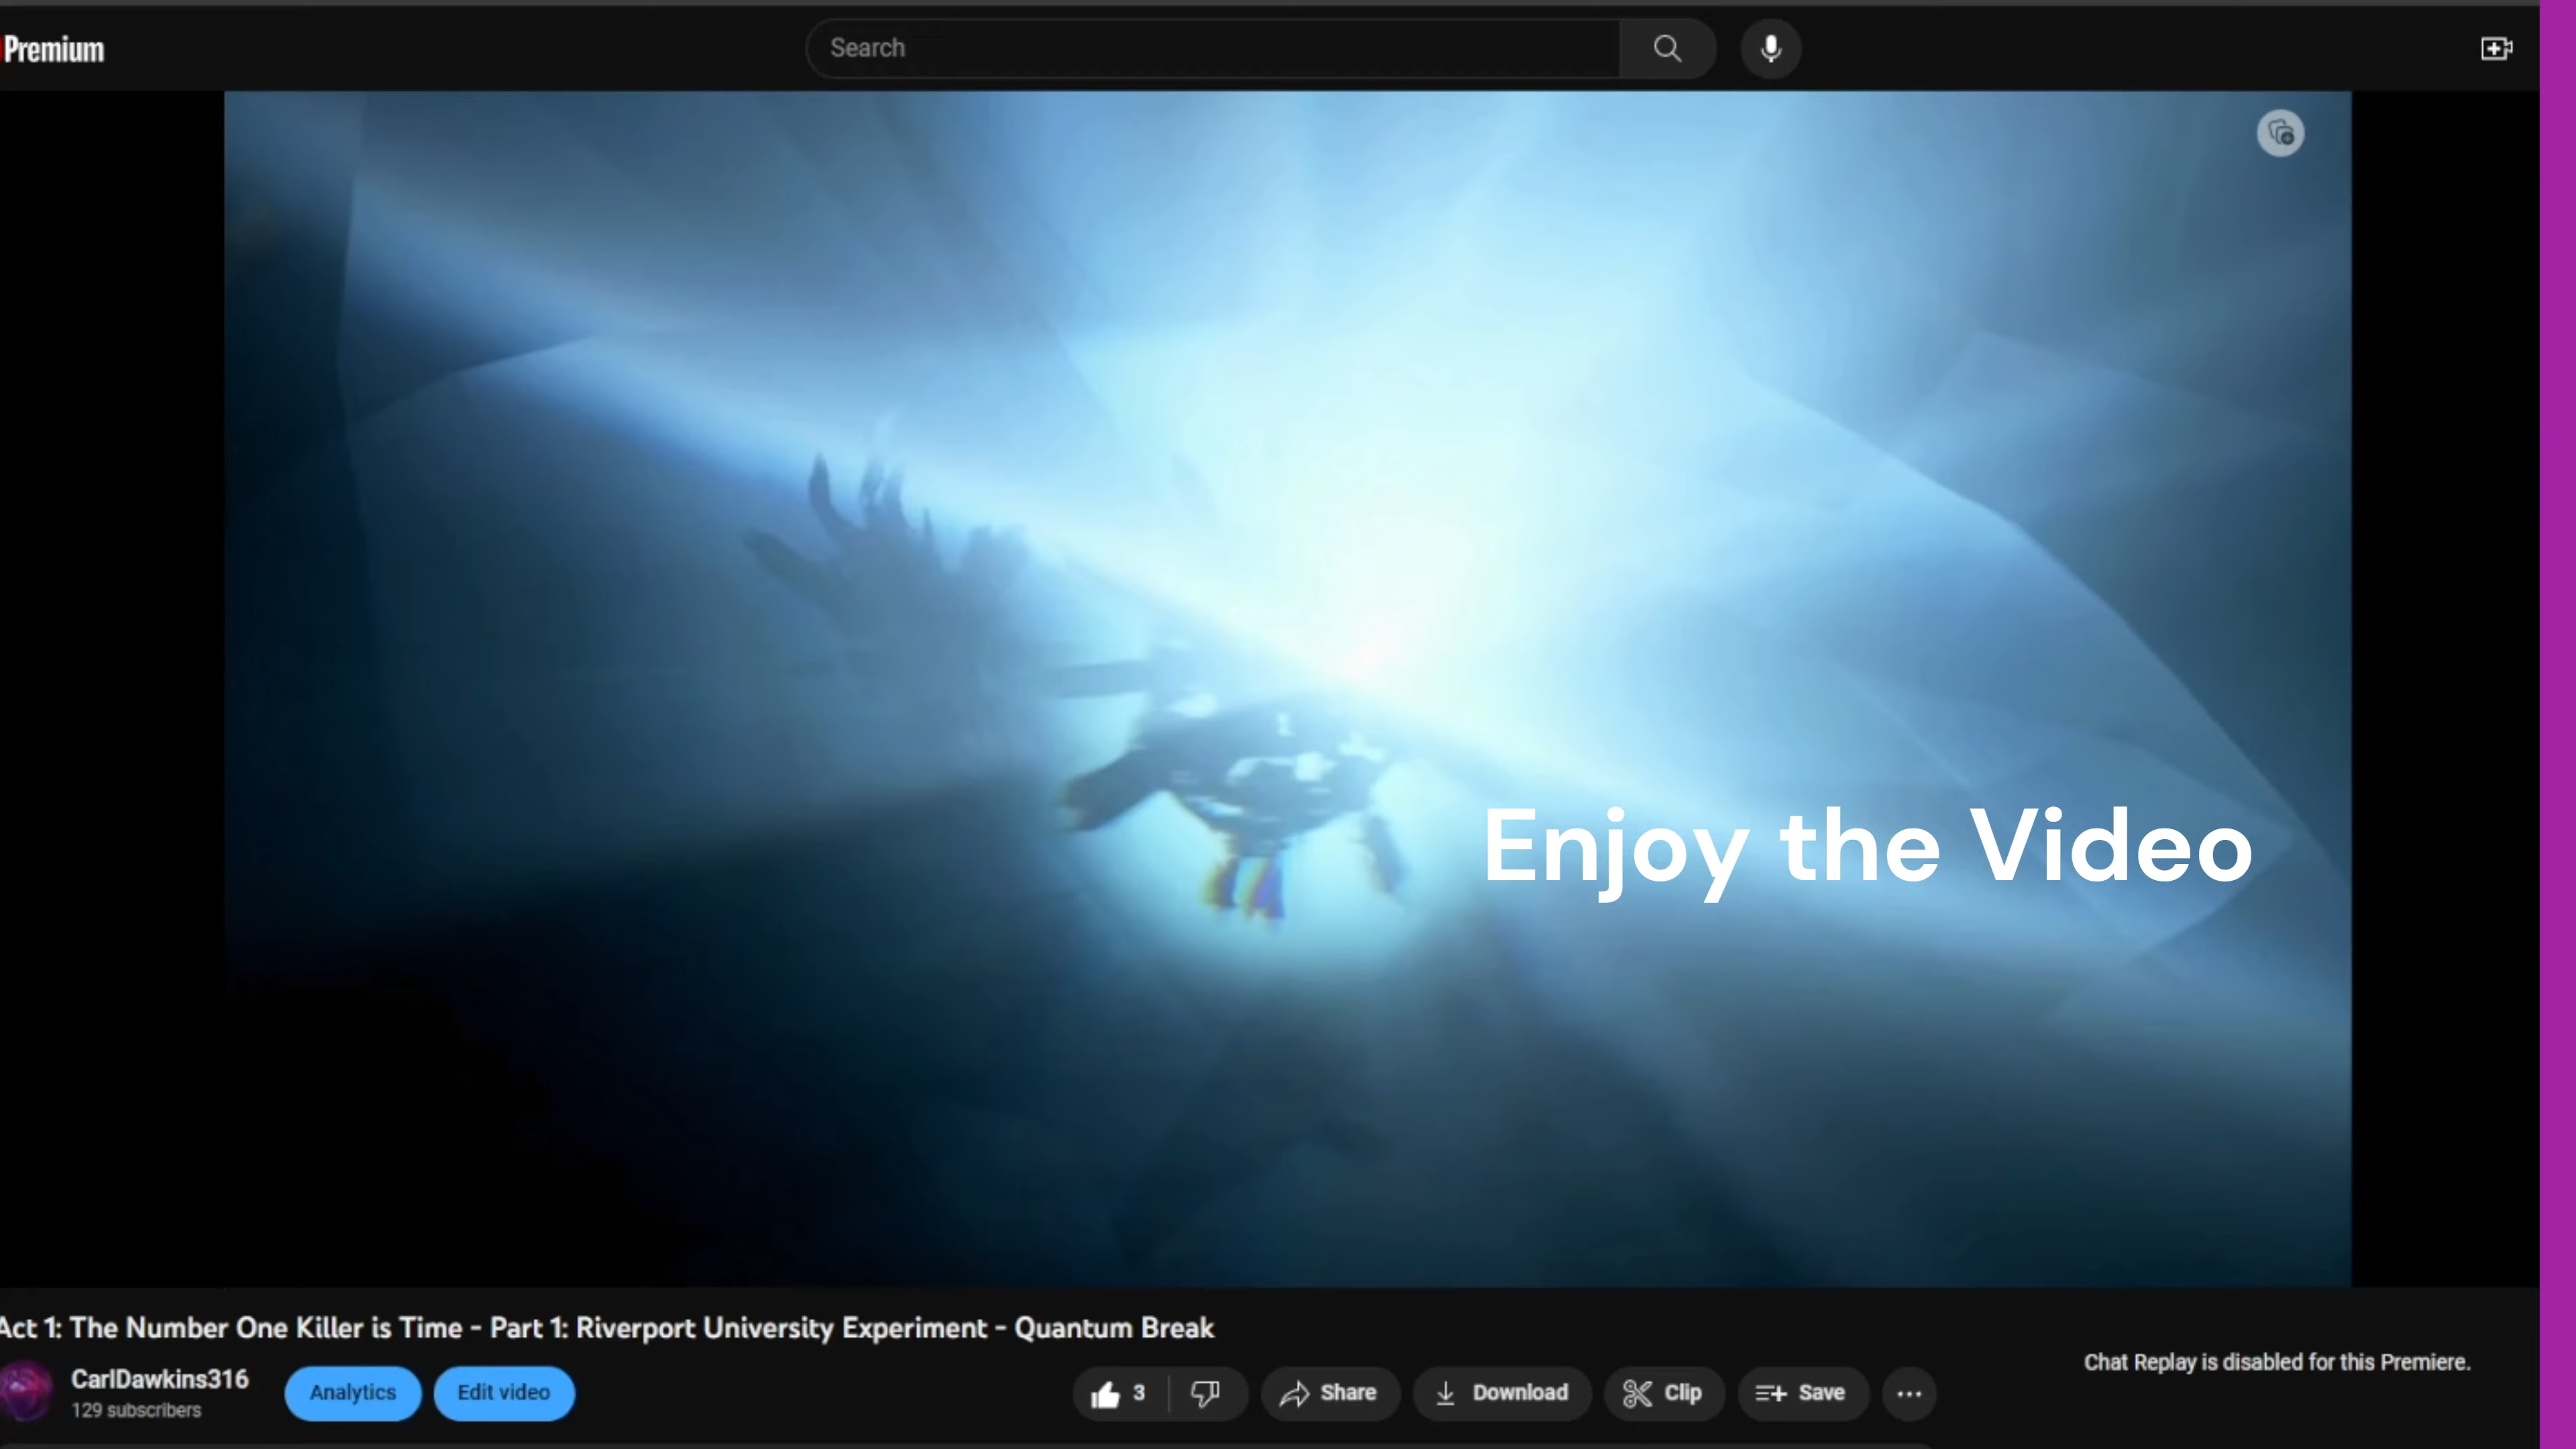 Premium
Search
Enjoy the Video
Act 1: The Number One Killer is Time - Part 1: Riverport University Experiment - Quantum Break
CarlDawkins316
129 subscribers
Analytics
Edit video
3
Share
Download
Clip
Save
Chat Replay is disabled for this Premiere.